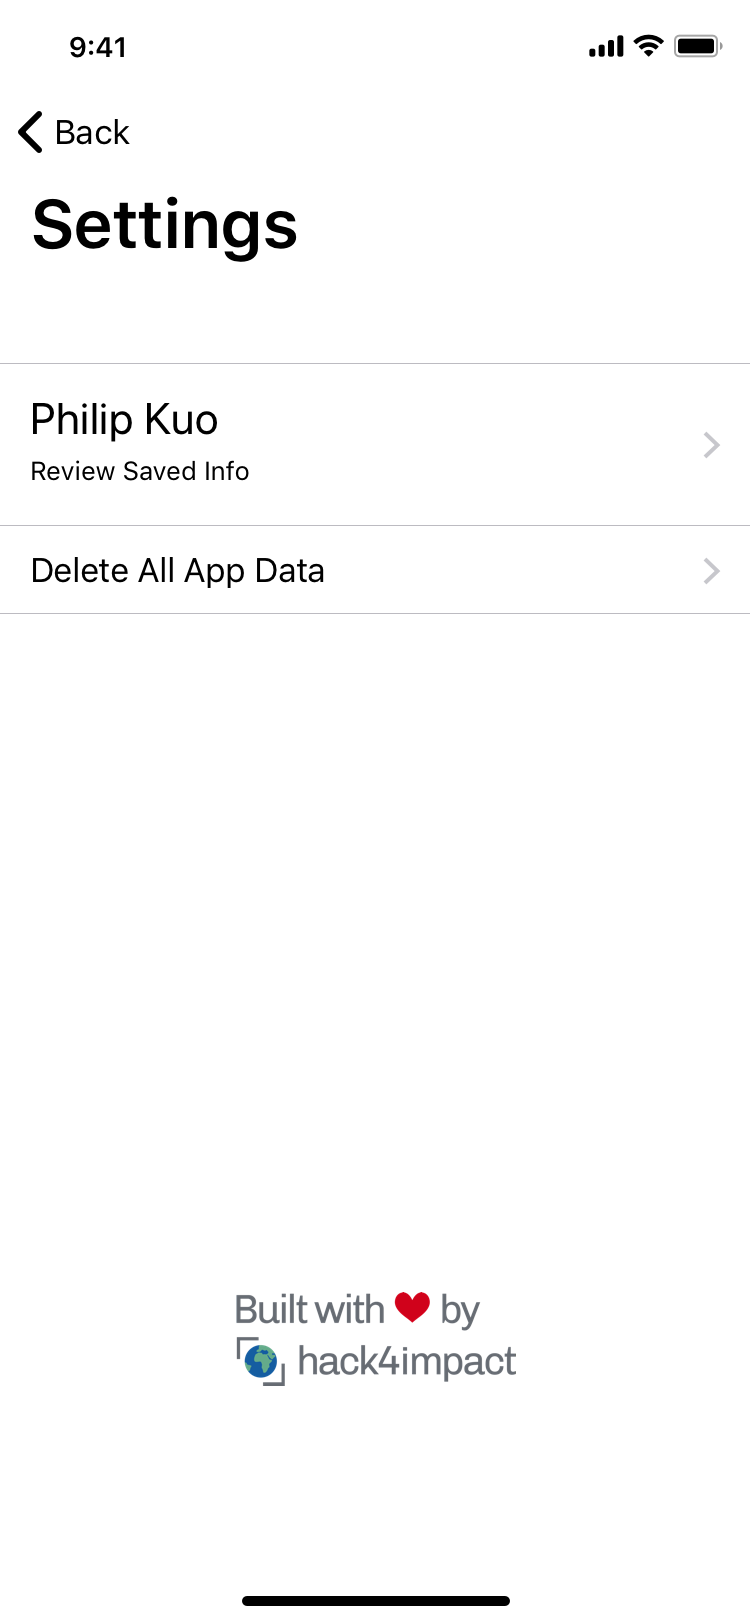 9:41
Back
Settings
Philip Kuo
Review Saved Info
Delete All App Data
Built with ❤ by
hack4impact